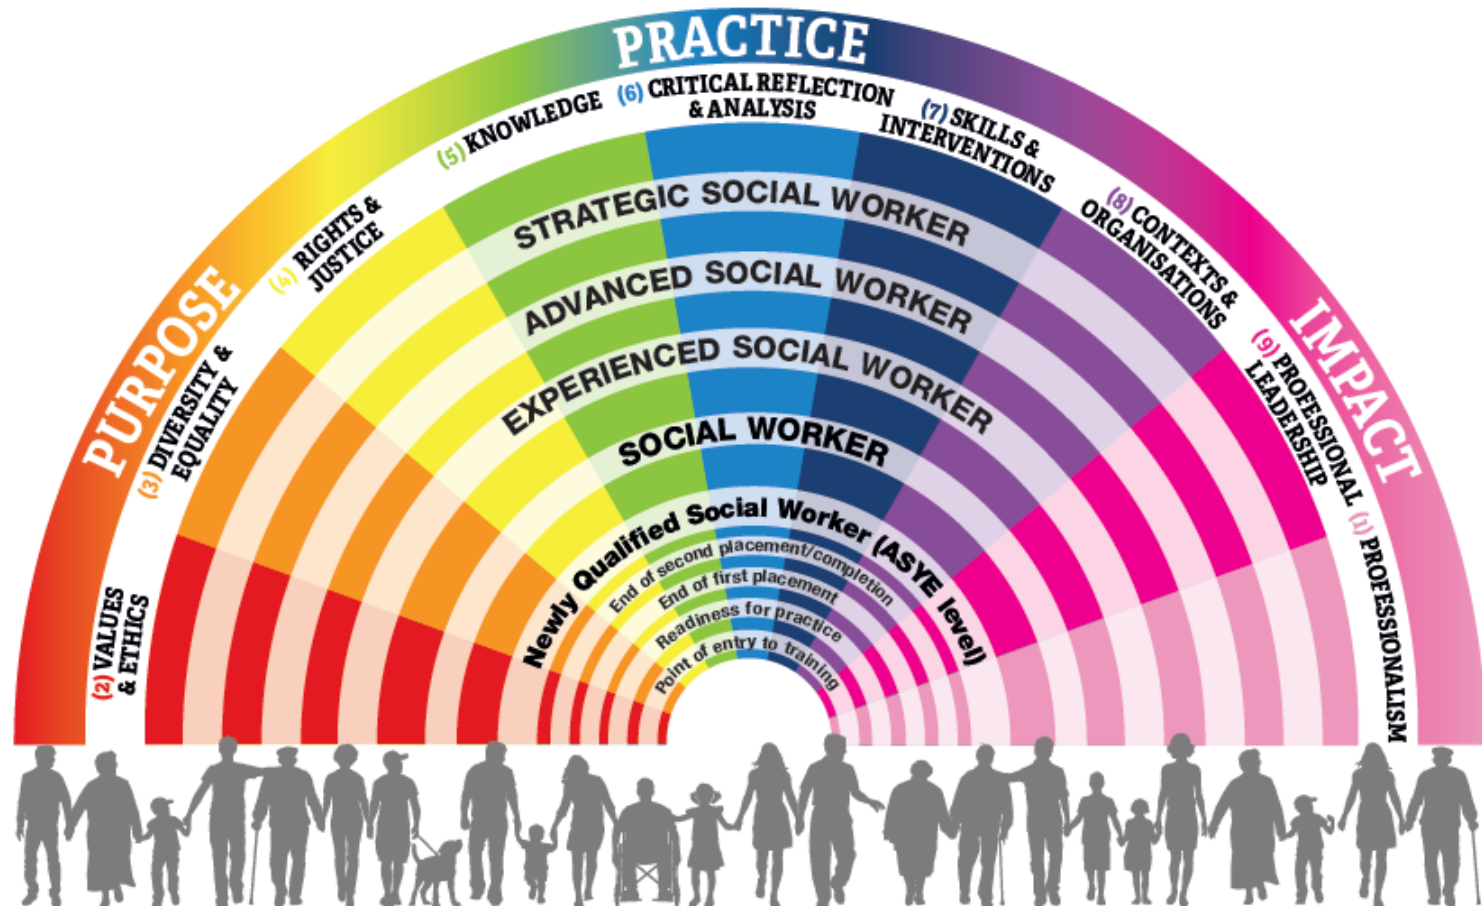 PURPOSE
PRACTICE
IMPACT
(2) VALUES
& ETHICS
(3) DIVERSITY &
EQUALITY
(4) RIGHTS &
JUSTICE
(5) KNOWLEDGE
(6) CRITICAL REFLECTION
& ANALYSIS
(7) SKILLS &
INTERVENTIONS
(8) CONTEXTS &
ORGANISATIONS
(9) PROFESSIONAL
LEADERSHIP
(1) PROFESSIONALISM
STRATEGIC SOCIAL WORKER
ADVANCED SOCIAL WORKER
EXPERIENCED SOCIAL WORKER
SOCIAL WORKER
Newly Qualified Social Worker (ASYE level)
End of second placement/completion
End of first placement
Readiness for practice
Point of entry to training